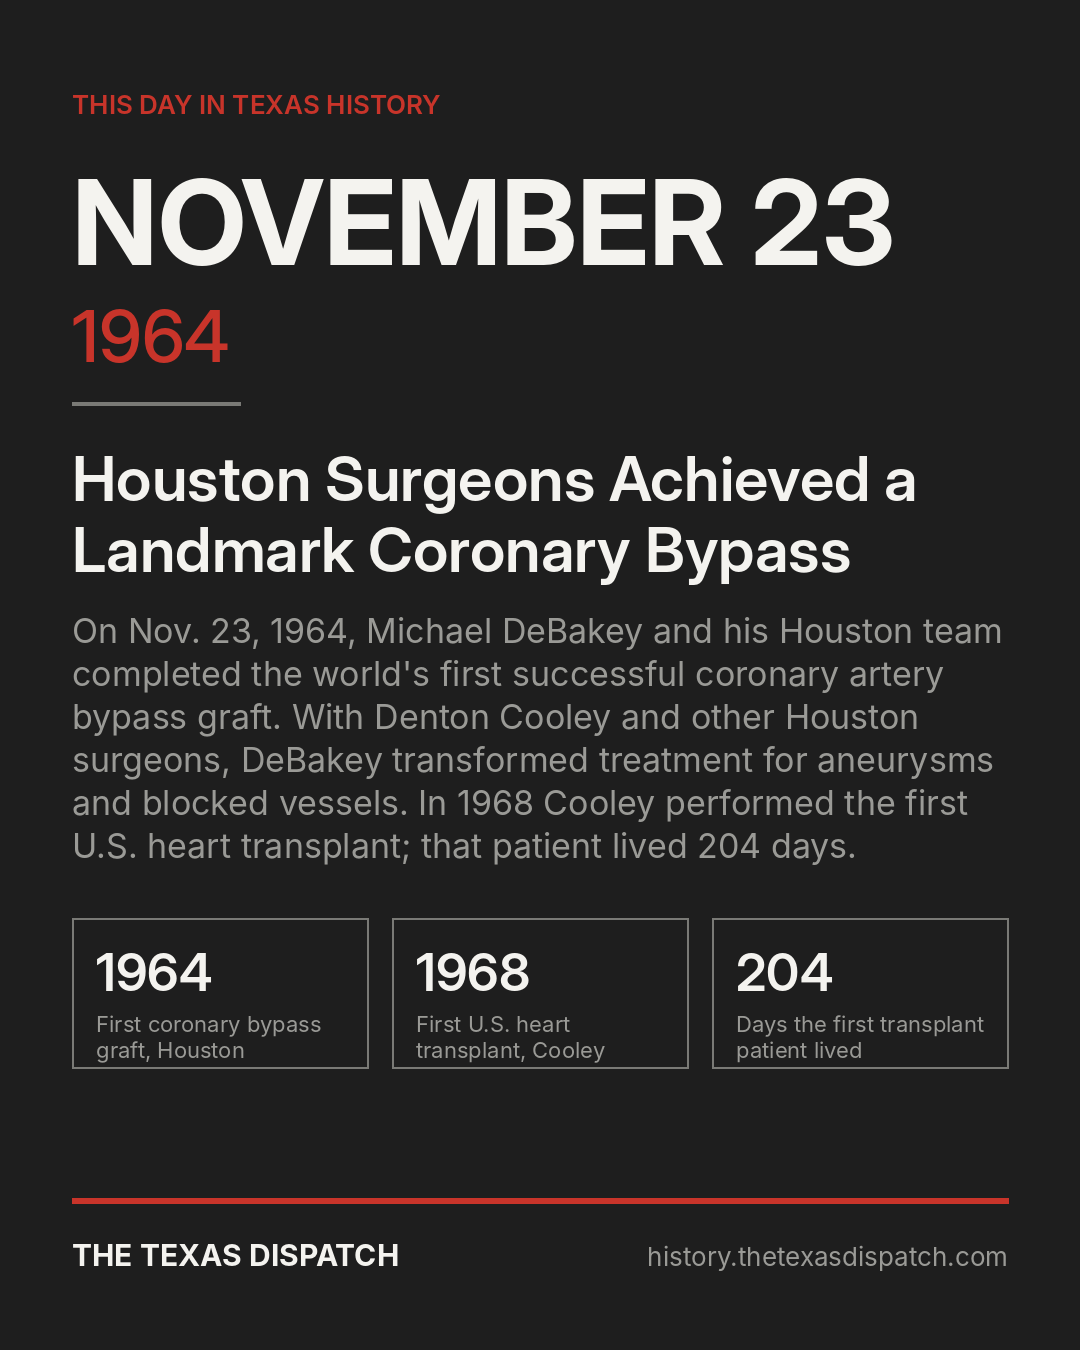 THIS DAY IN TEXAS HISTORY
NOVEMBER 23
1964
Houston Surgeons Achieved a
Landmark Coronary Bypass
On Nov. 23, 1964, Michael DeBakey and his Houston team
completed the world's first successful coronary artery
bypass graft. With Denton Cooley and other Houston
surgeons, DeBakey transformed treatment for aneurysms
and blocked vessels. In 1968 Cooley performed the first
U.S. heart transplant; that patient lived 204 days.
1964
First coronary bypass
graft, Houston
1968
First U.S. heart
transplant, Cooley
204
Days the first transplant
patient lived
THE TEXAS DISPATCH
history.thetexasdispatch.com